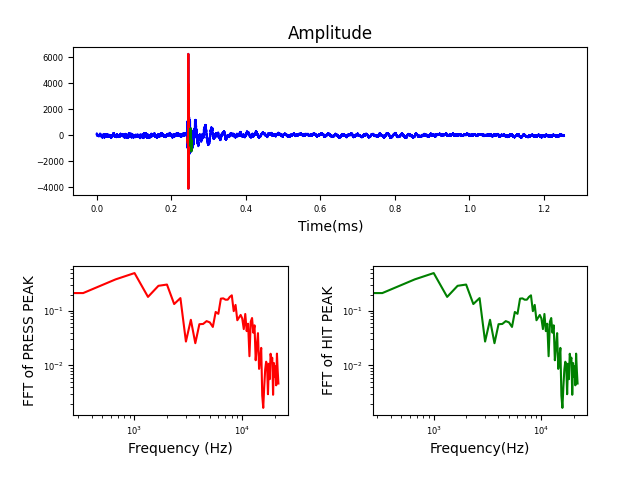 Amplitude
6000
4000
2000
0
−2000
−4000
0.0 0.2 0.4 0.6 0.8 1.0 1.2
Time(ms)
FFT of PRESS PEAK
10⁻¹
10⁻²
10³ 10⁴
Frequency (Hz)
FFT of HIT PEAK
10⁻¹
10⁻²
10³ 10⁴
Frequency(Hz)